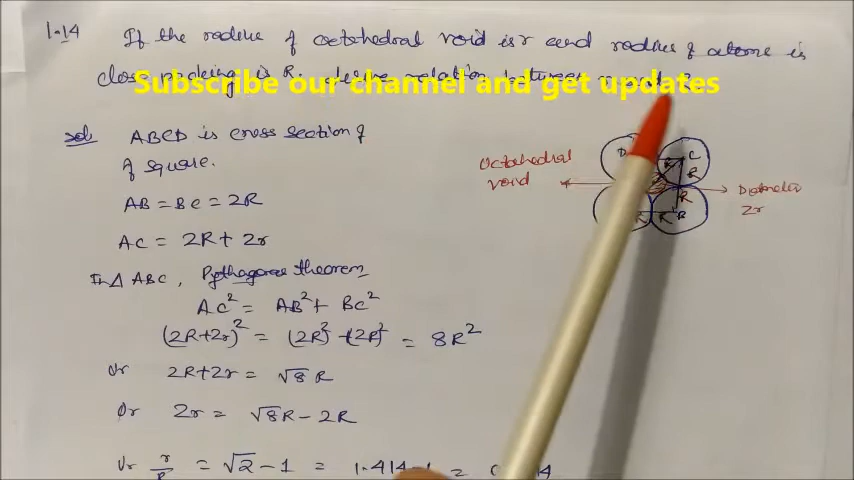 1.14 If the radius of octahedral void is r and radius of atoms is
close packing is R. derive relation between r and R
Subscribe our channel and get updates
Sol ABCD is cross section of
of square.
AB = BC = 2R
AC = 2R + 2r
In △ ABC, Pythagoras theorem
AC² = AB² + BC²
(2R+2r)² = (2R)² + (2R)² = 8R²
Or 2R+2r = √8 R
Or 2r = √8R - 2R
Or r/R = √2 - 1 = 1.414-1 =
Octahedral
void
D
C
R
R
R
R
R
B
Diameter
2r